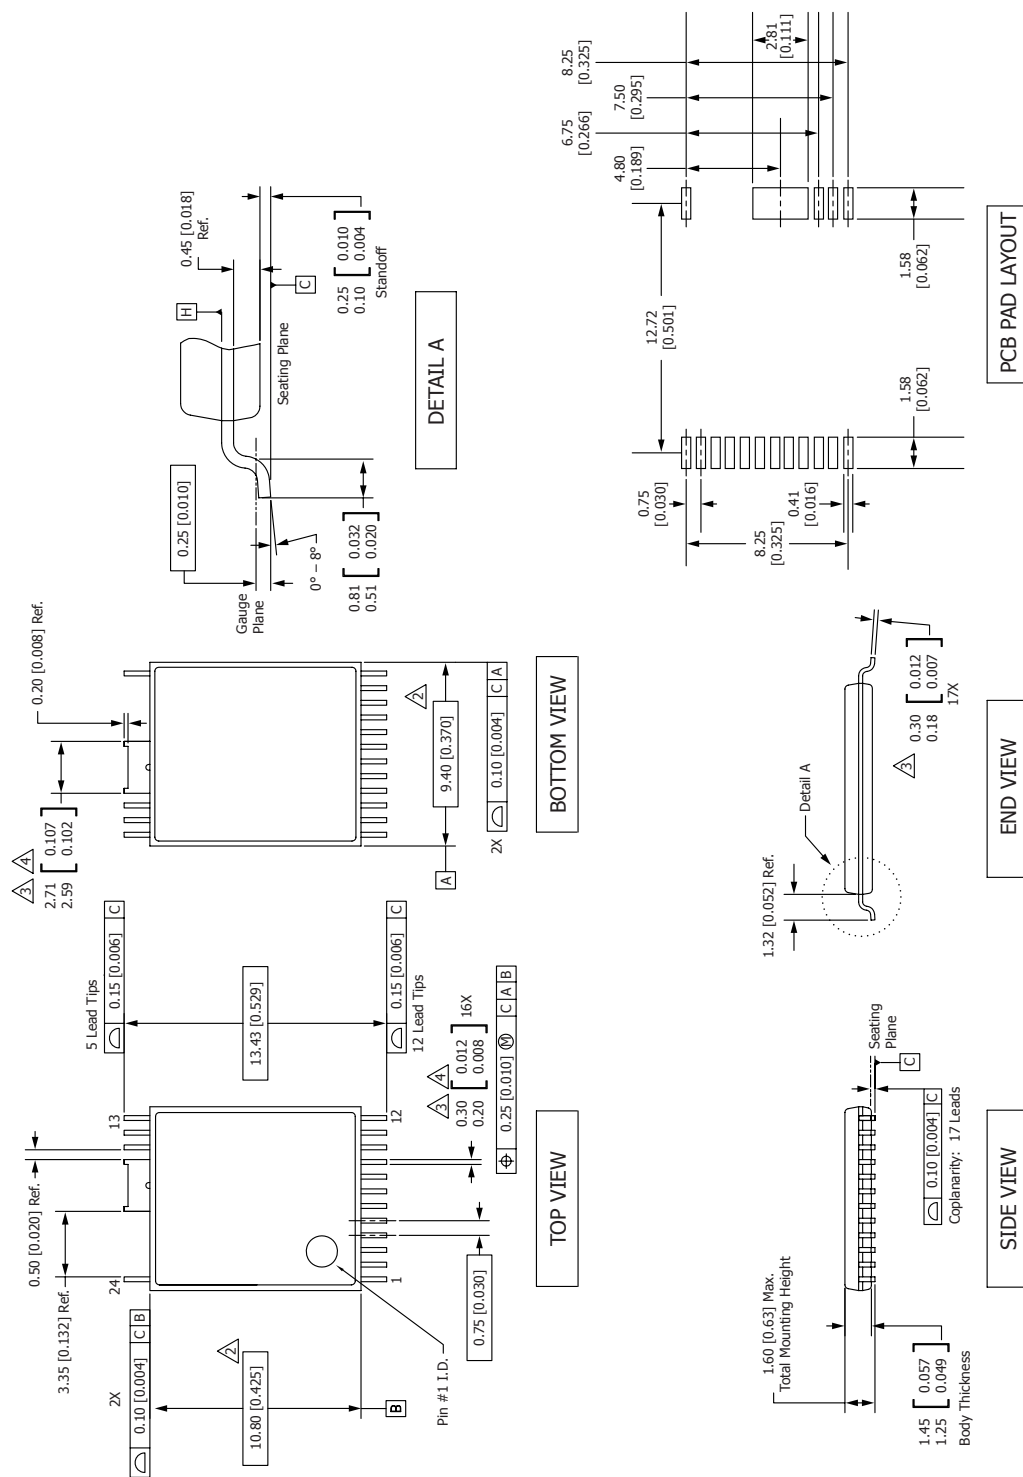 2X
⌓ 0.10 [0.004] C B
3.35 [0.132] Ref.
0.50 [0.020] Ref.
24
13
5 Lead Tips
⌓ 0.15 [0.006] C
13.43 [0.529]
⌓ 0.15 [0.006] C
12 Lead Tips
10.80 [0.425]
2
B
Pin #1 I.D.
1
12
0.75 [0.030]
3 4
0.30 [0.012]
0.20 [0.008]
16X
⌖ 0.25 [0.010] Ⓜ C A B
TOP VIEW
3 4
2.71 [0.107]
2.59 [0.102]
0.20 [0.008] Ref.
A
9.40 [0.370]
2
2X
⌓ 0.10 [0.004] C A
BOTTOM VIEW
Gauge
Plane
0.25 [0.010]
0° – 8°
0.81 [0.032]
0.51 [0.020]
H
0.45 [0.018]
Ref.
Seating Plane
C
0.25 [0.010]
0.10 [0.004]
Standoff
DETAIL A
1.60 [0.63] Max.
Total Mounting Height
1.45 [0.057]
1.25 [0.049]
Body Thickness
Seating
Plane
C
⌓ 0.10 [0.004] C
Coplanarity: 17 Leads
SIDE VIEW
1.32 [0.052] Ref.
Detail A
3
0.30 [0.012]
0.18 [0.007]
17X
END VIEW
0.75
[0.030]
8.25
[0.325]
0.41
[0.016]
1.58
[0.062]
12.72
[0.501]
4.80
[0.189]
6.75
[0.266]
7.50
[0.295]
8.25
[0.325]
2.81
[0.111]
1.58
[0.062]
PCB PAD LAYOUT